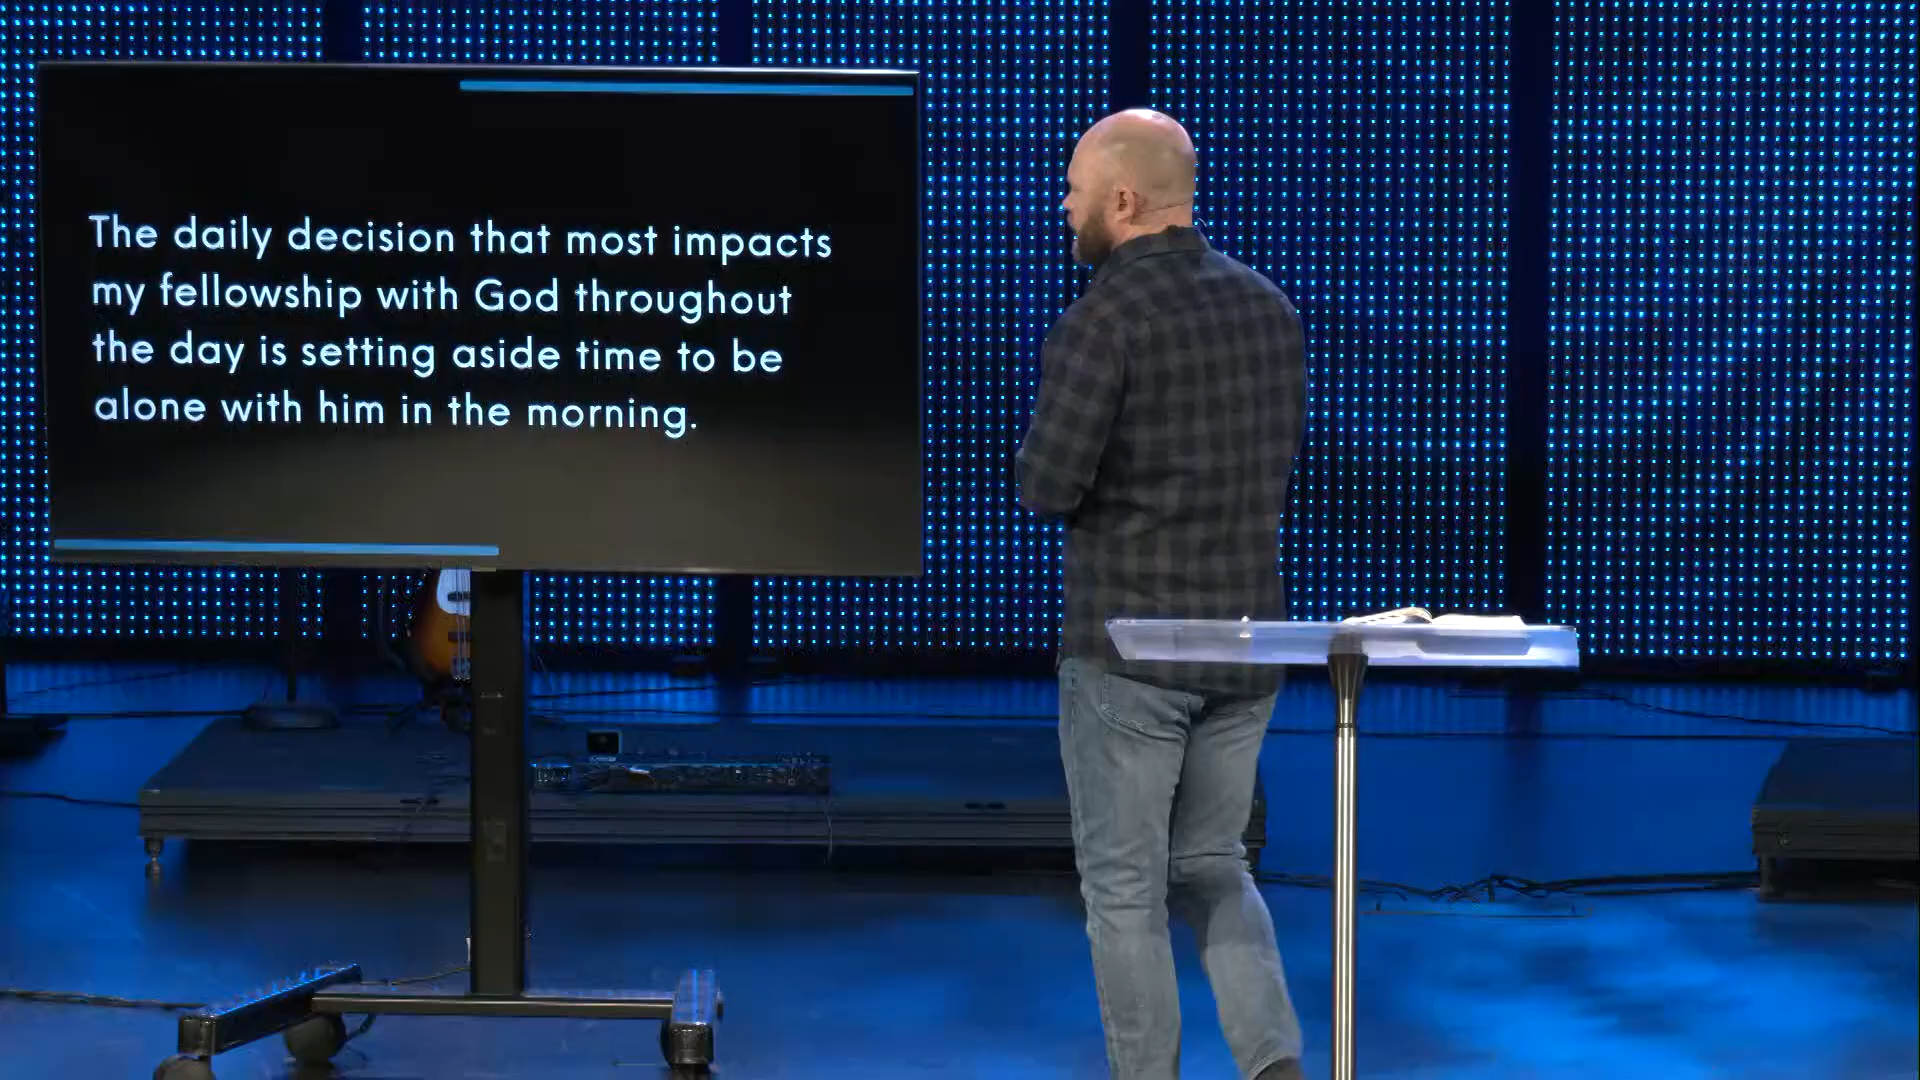 The daily decision that most impacts
my fellowship with God throughout
the day is setting aside time to be
alone with him in the morning.